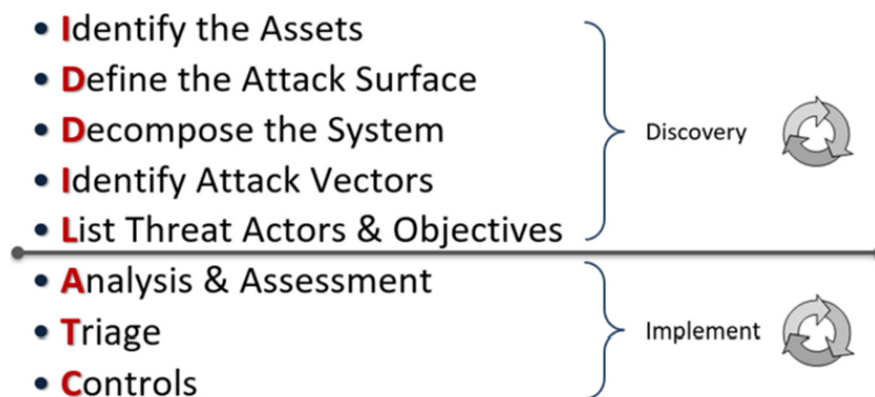 • Identify the Assets
• Define the Attack Surface
• Decompose the System
• Identify Attack Vectors
• List Threat Actors & Objectives
Discovery
• Analysis & Assessment
• Triage
• Controls
Implement